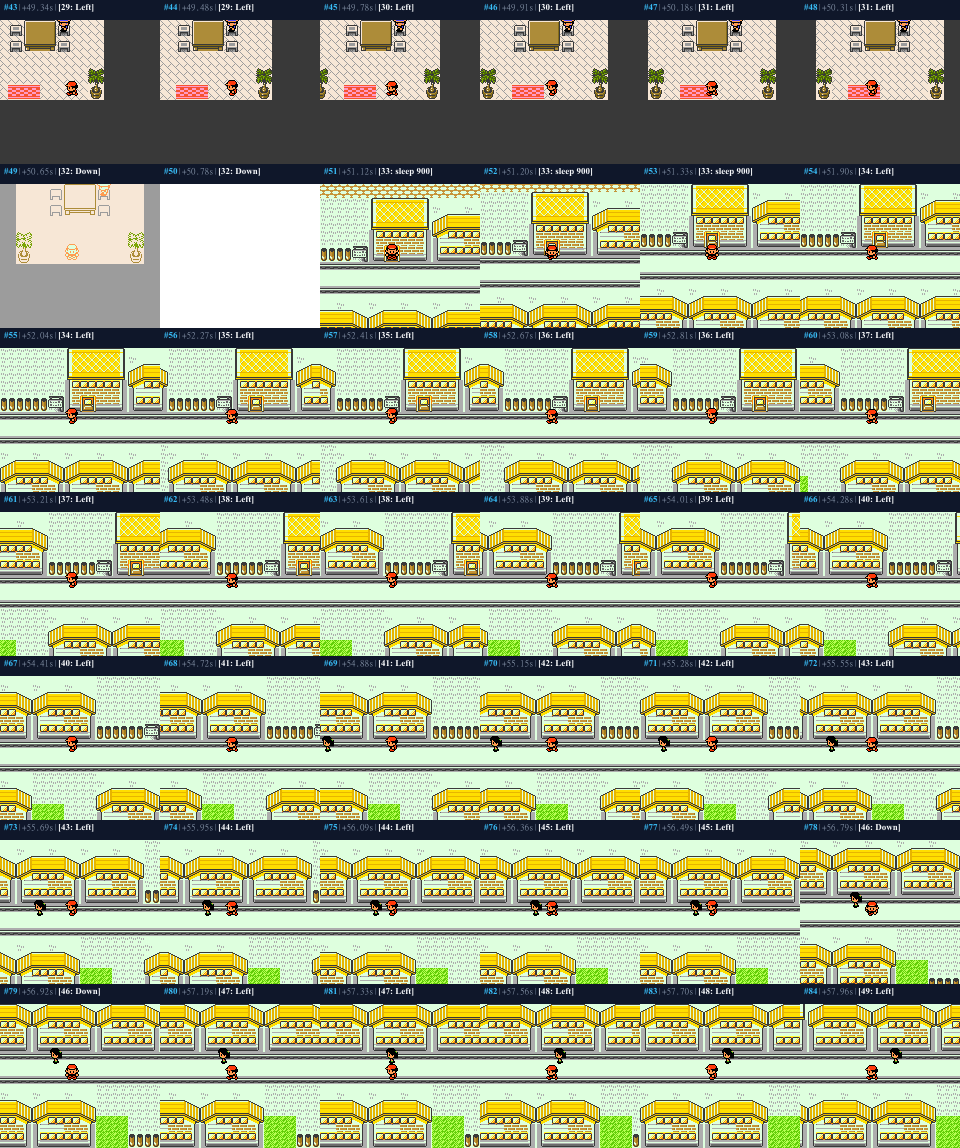 #43|+49.34s| [29: Left]
#44|+49.48s| [29: Left]
#45|+49.78s| [30: Left]
#46|+49.91s| [30: Left]
#47|+50.18s| [31: Left]
#48|+50.31s| [31: Left]
#49|+50.65s| [32: Down]
#50|+50.78s| [32: Down]
#51|+51.12s| [33: sleep 900]
#52|+51.20s| [33: sleep 900]
#53|+51.33s| [33: sleep 900]
#54|+51.90s| [34: Left]
#55|+52.04s| [34: Left]
#56|+52.27s| [35: Left]
#57|+52.41s| [35: Left]
#58|+52.67s| [36: Left]
#59|+52.81s| [36: Left]
#60|+53.08s| [37: Left]
#61|+53.21s| [37: Left]
#62|+53.48s| [38: Left]
#63|+53.61s| [38: Left]
#64|+53.88s| [39: Left]
#65|+54.01s| [39: Left]
#66|+54.28s| [40: Left]
#67|+54.41s| [40: Left]
#68|+54.72s| [41: Left]
#69|+54.88s| [41: Left]
#70|+55.15s| [42: Left]
#71|+55.28s| [42: Left]
#72|+55.55s| [43: Left]
#73|+55.69s| [43: Left]
#74|+55.95s| [44: Left]
#75|+56.09s| [44: Left]
#76|+56.36s| [45: Left]
#77|+56.49s| [45: Left]
#78|+56.79s| [46: Down]
#79|+56.92s| [46: Down]
#80|+57.19s| [47: Left]
#81|+57.33s| [47: Left]
#82|+57.56s| [48: Left]
#83|+57.70s| [48: Left]
#84|+57.96s| [49: Left]